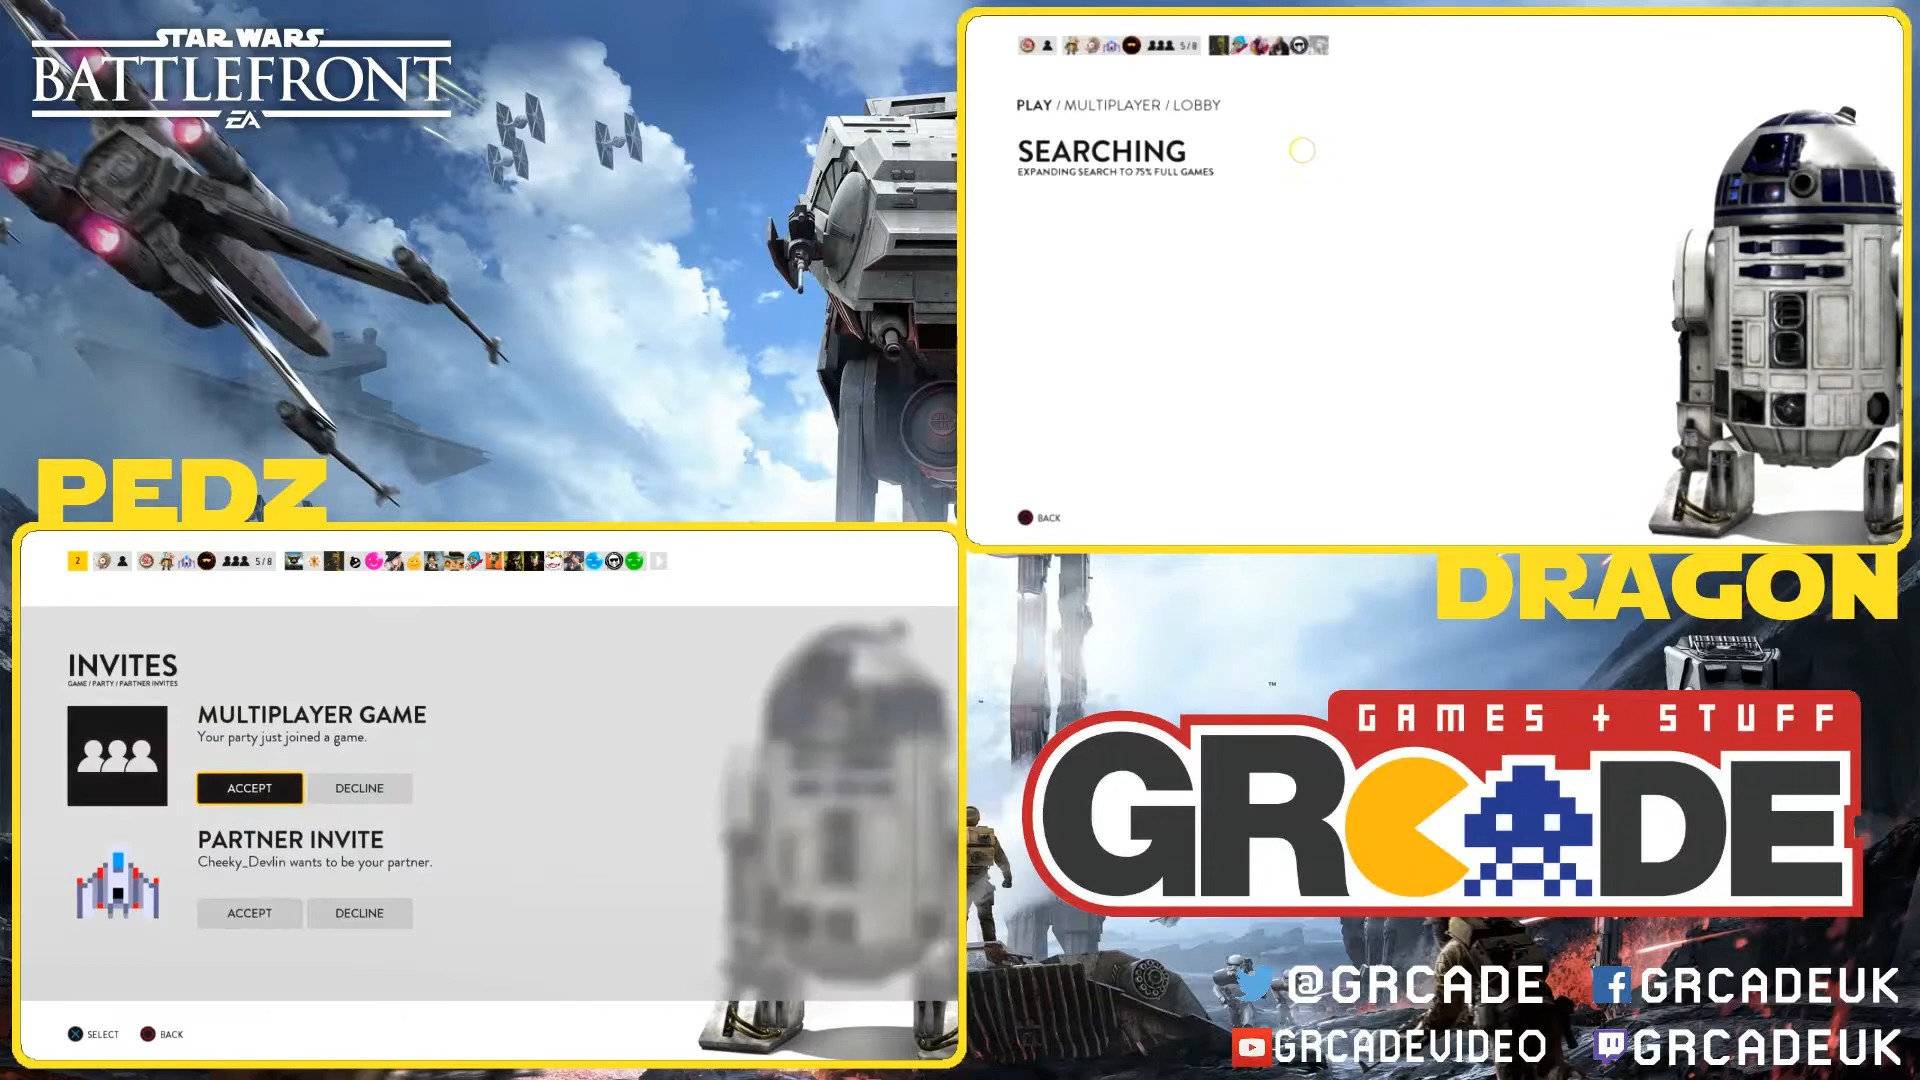 STAR WARS
BATTLEFRONT
EA
5/8
PLAY / MULTIPLAYER / LOBBY
SEARCHING
EXPANDING SEARCH TO 75% FULL GAMES
BACK
PEDZ
2
5/8
INVITES
GAME / PARTY / PARTNER INVITES
MULTIPLAYER GAME
Your party just joined a game.
ACCEPT
DECLINE
PARTNER INVITE
Cheeky_Devlin wants to be your partner.
ACCEPT
DECLINE
SELECT
BACK
DRAGON
™
GAMES + STUFF
GRCADE
@GRCADE
GRCADEUK
GRCADEVIDEO
GRCADEUK